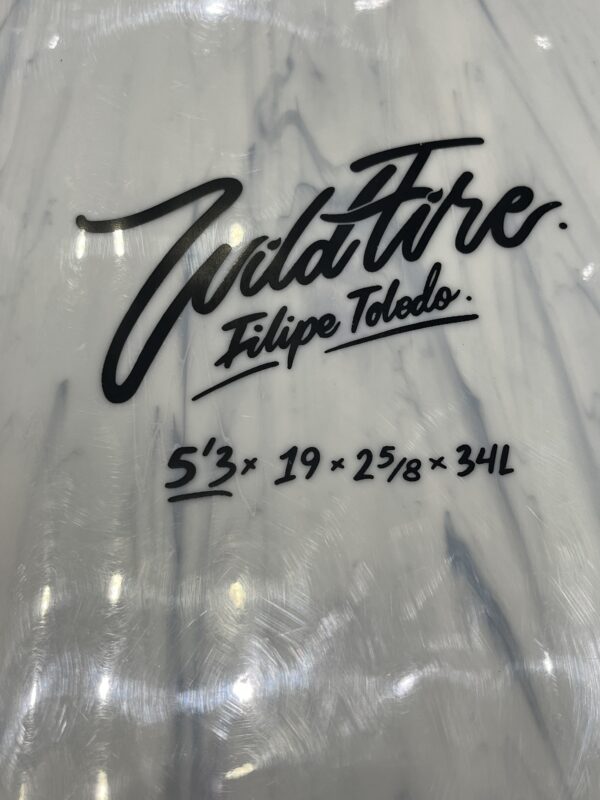 WildFire.
Filipe Toledo.
5'3 x 19 x 2 5/8 x 34L